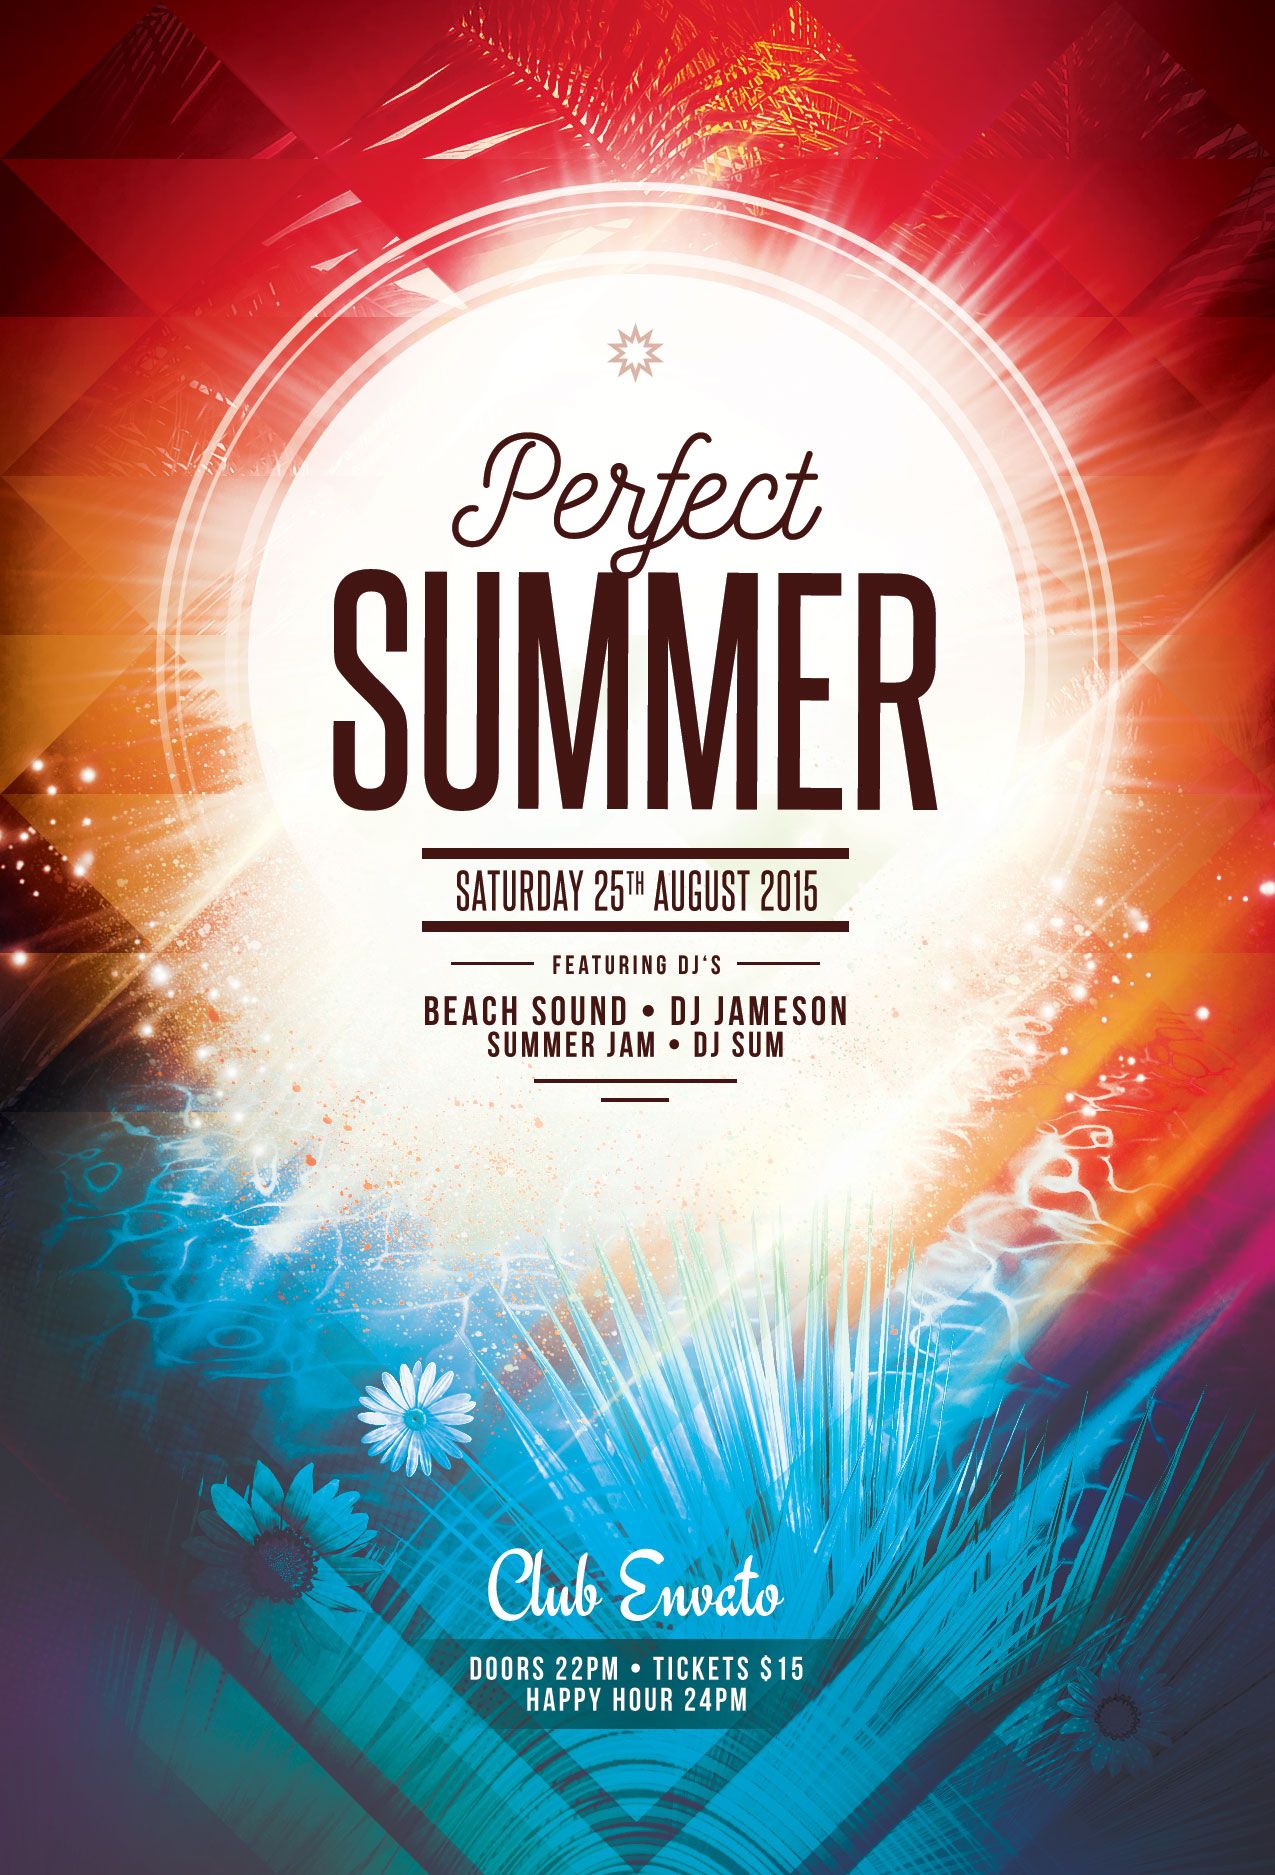 Perfect
SUMMER
SATURDAY 25TH AUGUST 2015
FEATURING DJ‘S
BEACH SOUND • DJ JAMESON
SUMMER JAM • DJ SUM
Club Envato
DOORS 22PM • TICKETS $15
HAPPY HOUR 24PM